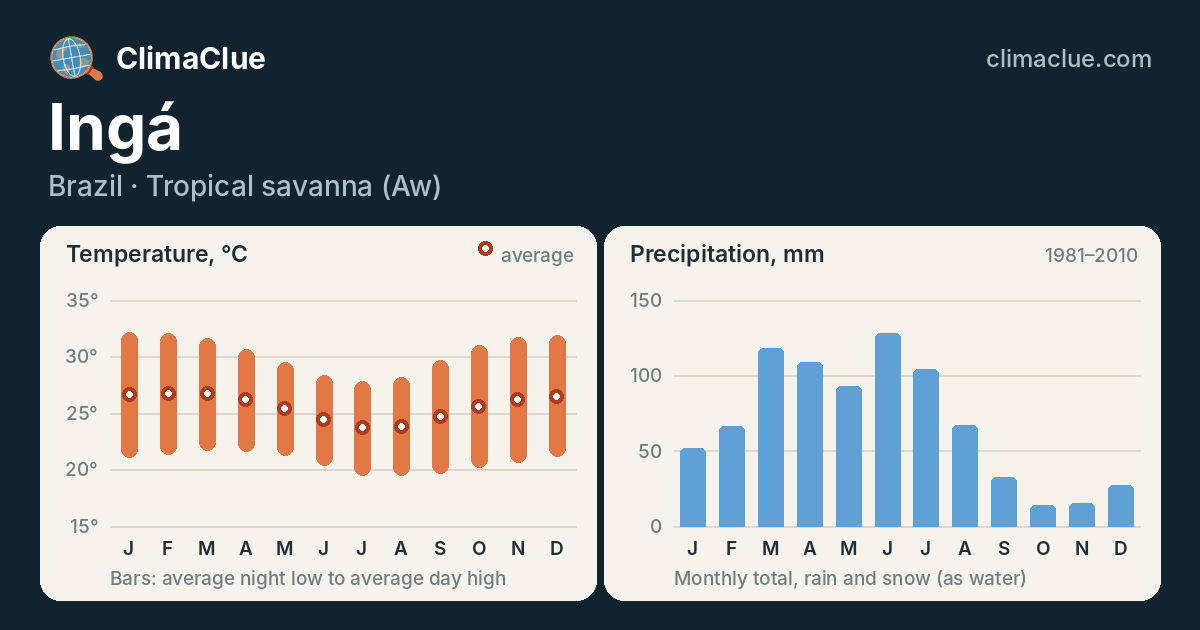 ClimaClue
climaclue.com
Ingá
Brazil · Tropical savanna (Aw)
Temperature, °C
average
35°
30°
25°
20°
15°
J F M A M J J A S O N D
Bars: average night low to average day high
Precipitation, mm
1981–2010
150
100
50
0
J F M A M J J A S O N D
Monthly total, rain and snow (as water)